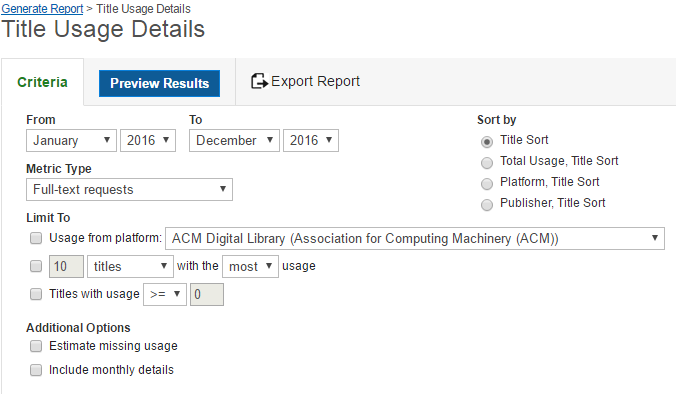 Generate Report > Title Usage Details
Title Usage Details
Criteria Preview Results Export Report
From To
January 2016 December 2016
Metric Type
Full-text requests
Sort by
Title Sort
Total Usage, Title Sort
Platform, Title Sort
Publisher, Title Sort
Limit To
Usage from platform: ACM Digital Library (Association for Computing Machinery (ACM))
10 titles with the most usage
Titles with usage >= 0
Additional Options
Estimate missing usage
Include monthly details